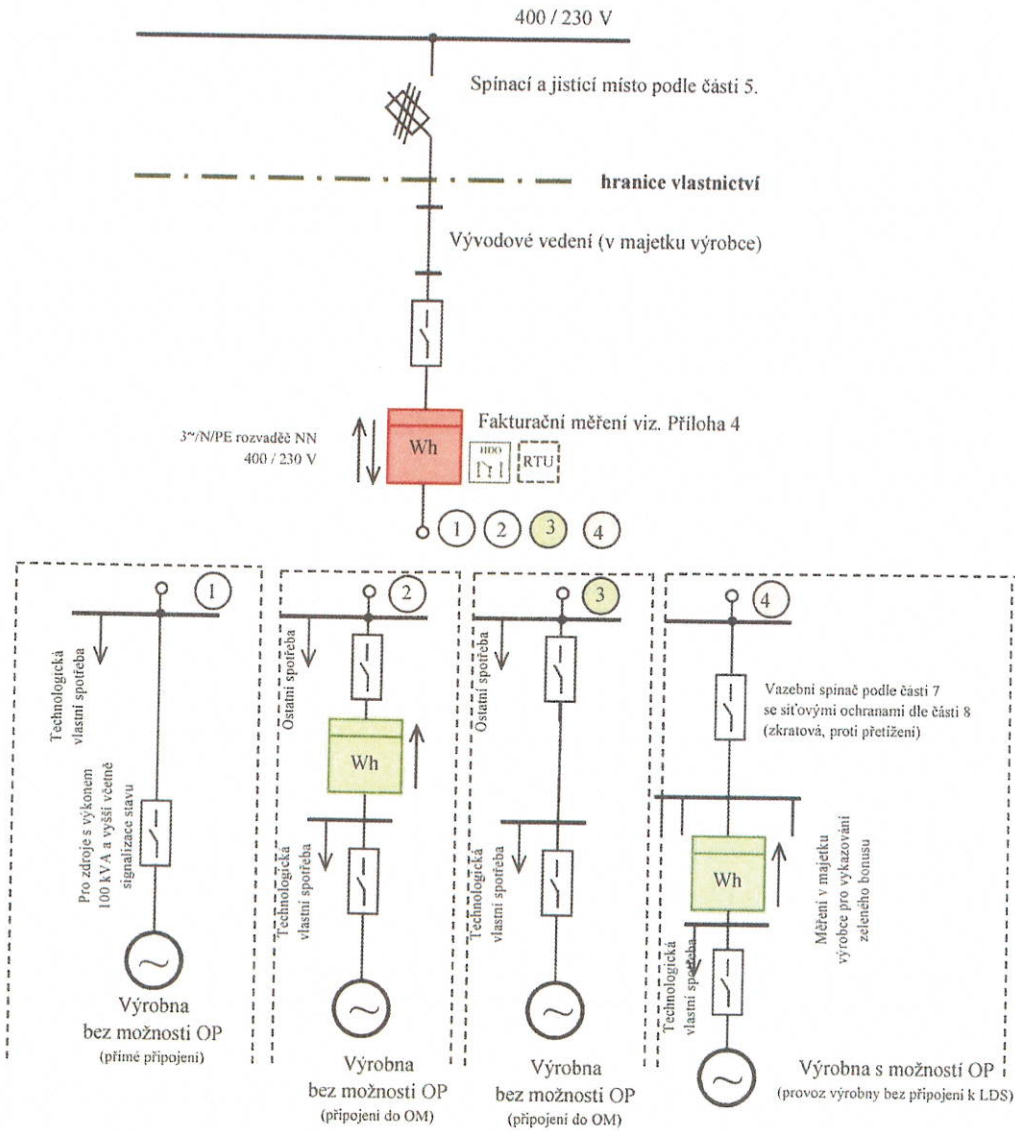 400 / 230 V
Spínací a jistící místo podle části 5.
hranice vlastnictví
Vývodové vedení (v majetku výrobce)
Fakturační měření viz. Příloha 4
3~/N/PE rozvaděč NN
400 / 230 V
Wh
HDO
RTU
1
2
3
4
1
Technologická
vlastní spotřeba
Pro zdroje s výkonem
100 kVA a vyšší včetně
signalizace stavu
Výrobna
bez možnosti OP
(přímé připojení)
2
Ostatní spotřeba
Wh
Technologická
vlastní spotřeba
Výrobna
bez možnosti OP
(připojení do OM)
3
Ostatní spotřeba
Technologická
vlastní spotřeba
Výrobna
bez možnosti OP
(připojení do OM)
4
Vazební spínač podle části 7
se síťovými ochranami dle části 8
(zkratová, proti přetížení)
Wh
Měření v majetku
výrobce pro vykazování
zeleného bonusu
Technologická
vlastní spotřeba
Výrobna s možností OP
(provoz výrobny bez připojení k LDS)